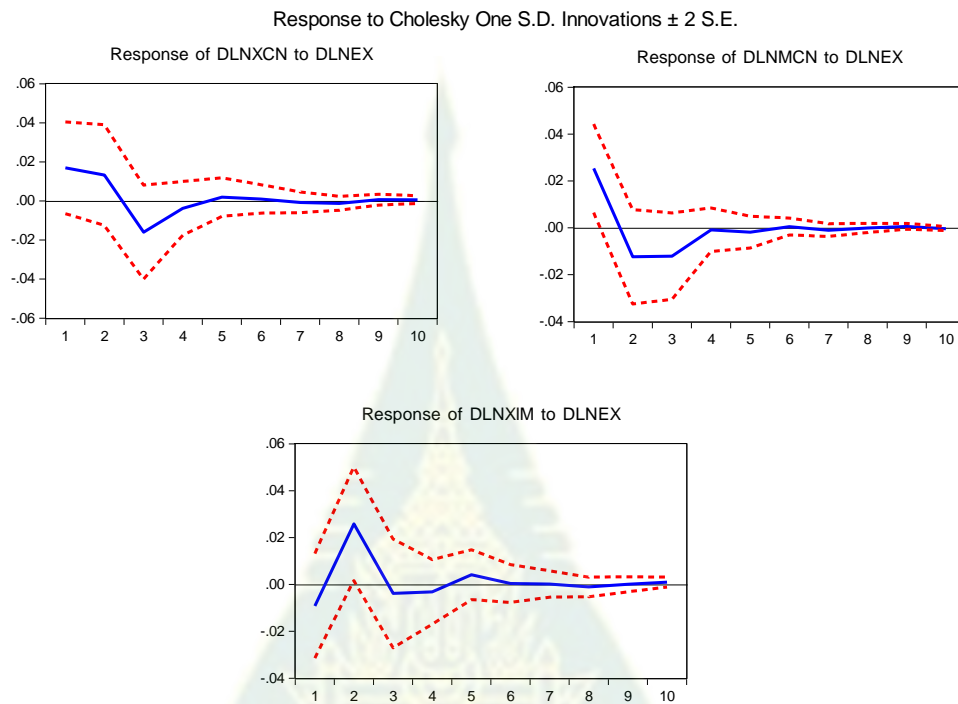 Response to Cholesky One S.D. Innovations ± 2 S.E.
Response of DLNXCN to DLNEX
.06
.04
.02
.00
-.02
-.04
-.06
1 2 3 4 5 6 7 8 9 10
Response of DLNMCN to DLNEX
.06
.04
.02
.00
-.02
-.04
1 2 3 4 5 6 7 8 9 10
Response of DLNXIM to DLNEX
.06
.04
.02
.00
-.02
-.04
1 2 3 4 5 6 7 8 9 10